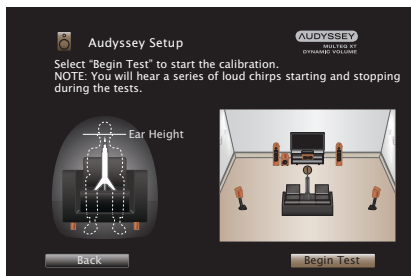 Audyssey Setup
AUDYSSEY
MULTEQ XT
DYNAMIC VOLUME
Select “Begin Test” to start the calibration.
NOTE: You will hear a series of loud chirps starting and stopping
during the tests.
Ear Height
Back
Begin Test